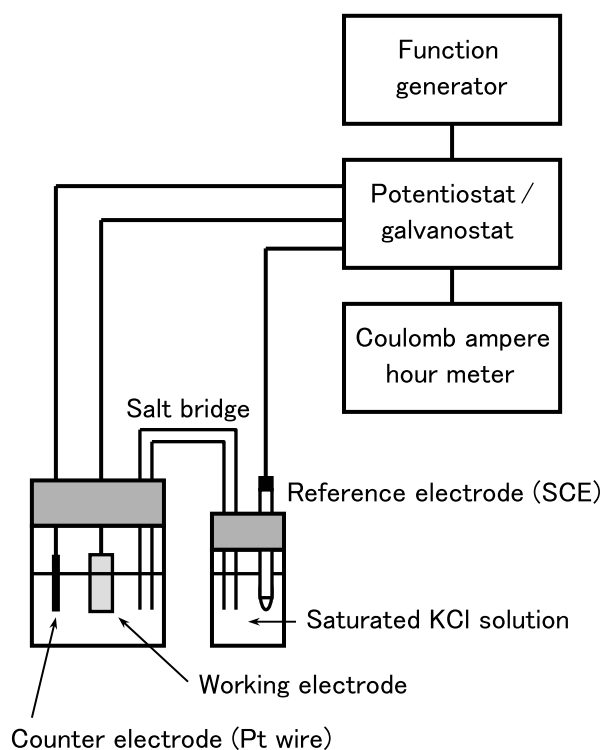 Function
generator
Potentiostat/
galvanostat
Coulomb ampere
hour meter
Salt bridge
Reference electrode (SCE)
Saturated KCl solution
Working electrode
Counter electrode (Pt wire)